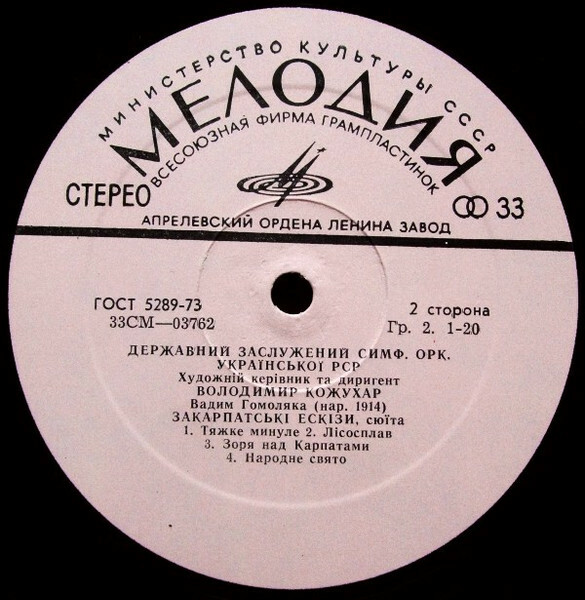 МИНИСТЕРСТВО КУЛЬТУРЫ СССР
МЕЛОДИЯ
ВСЕСОЮЗНАЯ ФИРМА ГРАМПЛАСТИНОК
СТЕРЕО
33
АПРЕЛЕВСКИЙ ОРДЕНА ЛЕНИНА ЗАВОД
ГОСТ 5289-73
2 сторона
33СМ—03762
Гр. 2. 1-20
ДЕРЖАВНИЙ ЗАСЛУЖЕНИЙ СИМФ. ОРК.
УКРАЇНСЬКОЇ РСР
Художній керівник та диригент
ВОЛОДИМИР КОЖУХАР
Вадим Гомоляка (нар. 1914)
ЗАКАРПАТСЬКІ ЕСКІЗИ, сюїта
1. Тяжке минуле 2. Лісосплав
3. Зоря над Карпатами
4. Народне свято